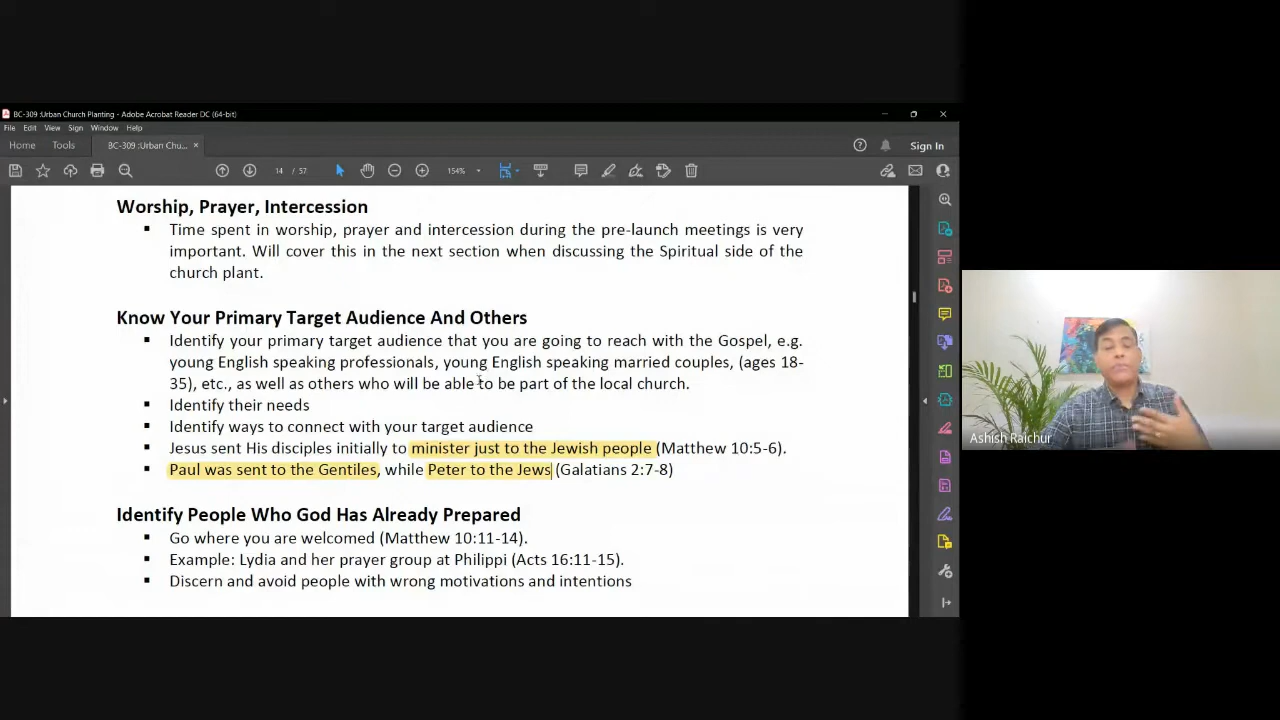 BC-309 :Urban Church Planting - Adobe Acrobat Reader DC (64-bit)
File Edit View Sign Window Help
Home Tools BC-309 :Urban Chu... × Sign In
14 / 57 154%
Worship, Prayer, Intercession
▪ Time spent in worship, prayer and intercession during the pre-launch meetings is very
important. Will cover this in the next section when discussing the Spiritual side of the
church plant.
Know Your Primary Target Audience And Others
▪ Identify your primary target audience that you are going to reach with the Gospel, e.g.
young English speaking professionals, young English speaking married couples, (ages 18-
35), etc., as well as others who will be able to be part of the local church.
▪ Identify their needs
▪ Identify ways to connect with your target audience
▪ Jesus sent His disciples initially to minister just to the Jewish people (Matthew 10:5-6).
▪ Paul was sent to the Gentiles, while Peter to the Jews (Galatians 2:7-8)
Identify People Who God Has Already Prepared
▪ Go where you are welcomed (Matthew 10:11-14).
▪ Example: Lydia and her prayer group at Philippi (Acts 16:11-15).
▪ Discern and avoid people with wrong motivations and intentions
Ashish Raichur